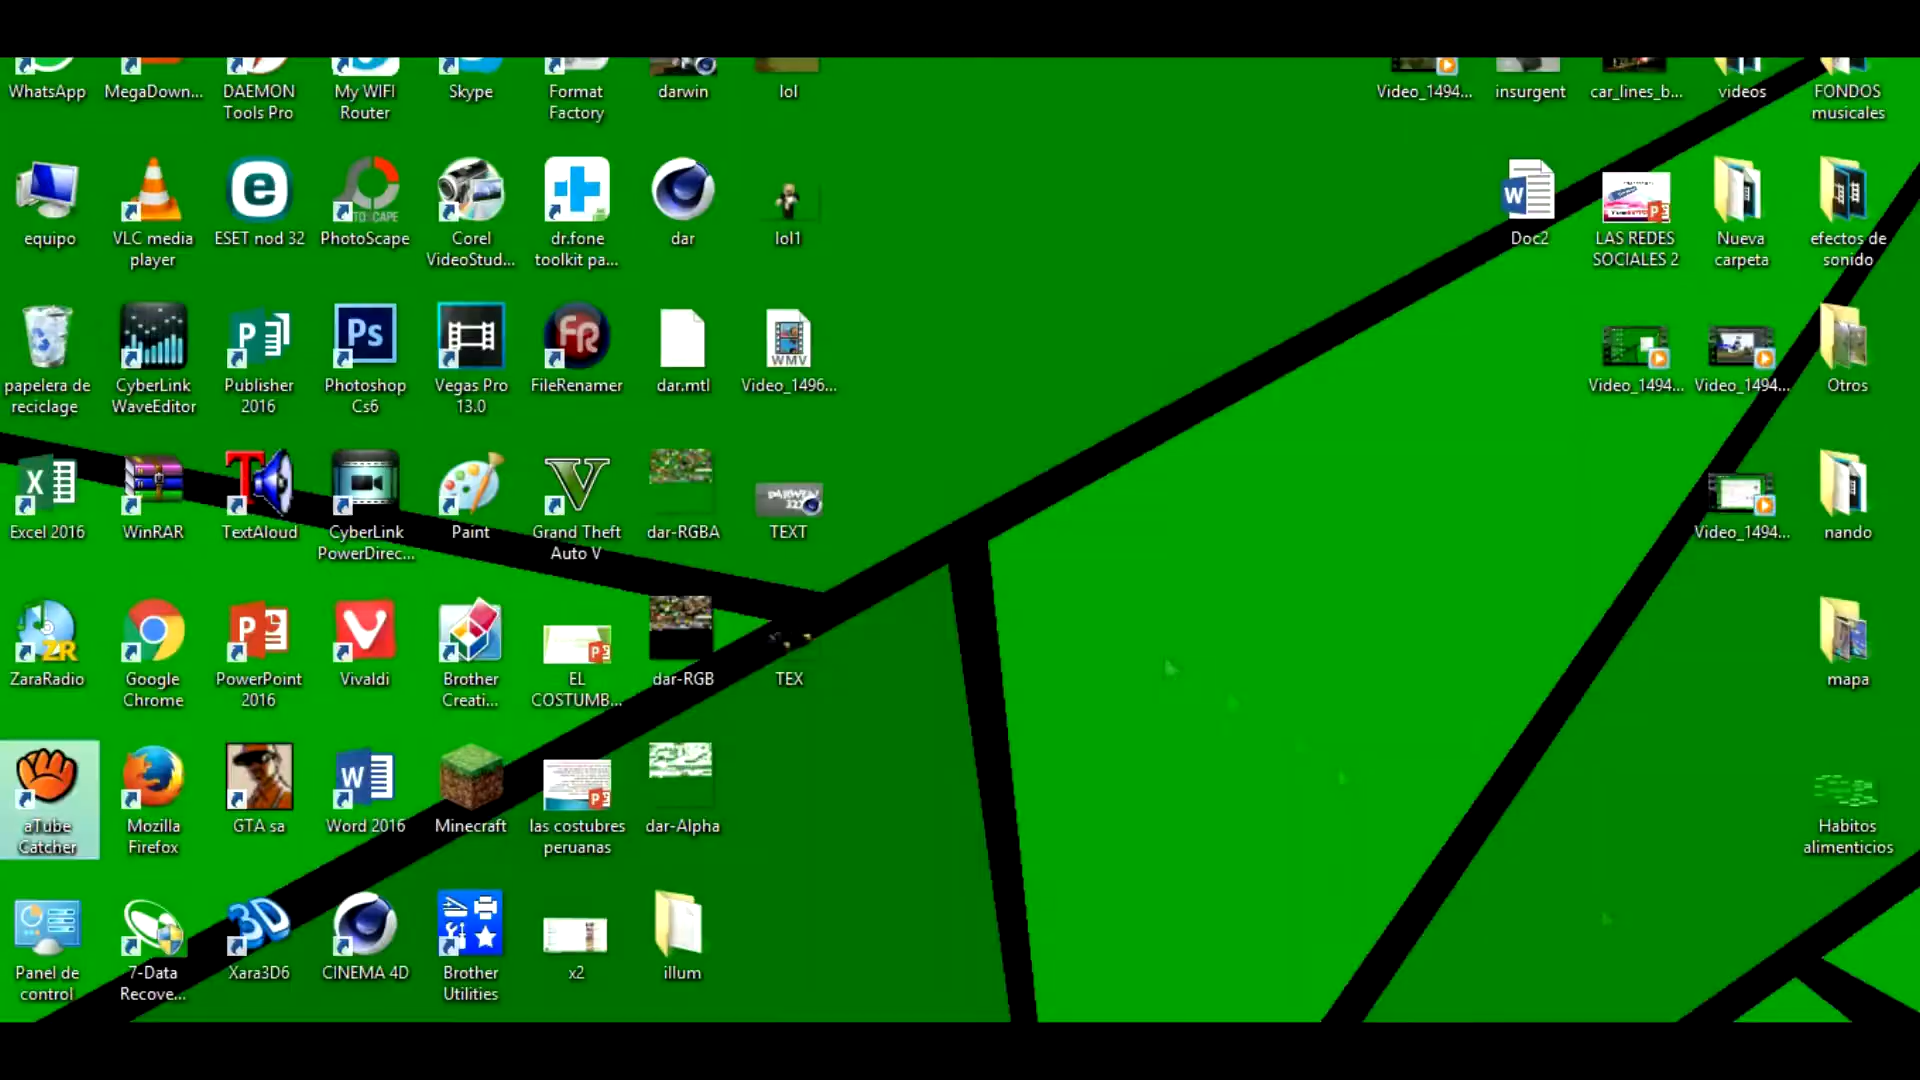 WhatsApp
MegaDown...
DAEMON
Tools Pro
My WIFI
Router
Skype
Format
Factory
darwin
lol
Video_1494...
insurgent
car_lines_b...
videos
FONDOS
musicales
equipo
VLC media
player
ESET nod 32
PhotoScape
Corel
VideoStud...
dr.fone
toolkit pa...
dar
lol1
Doc2
LAS REDES
SOCIALES 2
Nueva
carpeta
efectos de
sonido
papelera de
reciclage
CyberLink
WaveEditor
Publisher
2016
Photoshop
Cs6
Vegas Pro
13.0
FileRenamer
dar.mtl
WMV
Video_1496...
Video_1494...
Video_1494...
Otros
Excel 2016
WinRAR
TextAloud
CyberLink
PowerDirec...
Paint
Grand Theft
Auto V
dar-RGBA
TEXT
Video_1494...
nando
ZaraRadio
Google
Chrome
PowerPoint
2016
Vivaldi
Brother
Creati...
EL
COSTUMB...
dar-RGB
TEX
mapa
aTube
Catcher
Mozilla
Firefox
GTA sa
Word 2016
Minecraft
las costubres
peruanas
dar-Alpha
Habitos
alimenticios
Panel de
control
7-Data
Recove...
3D
Xara3D6
CINEMA 4D
Brother
Utilities
x2
illum